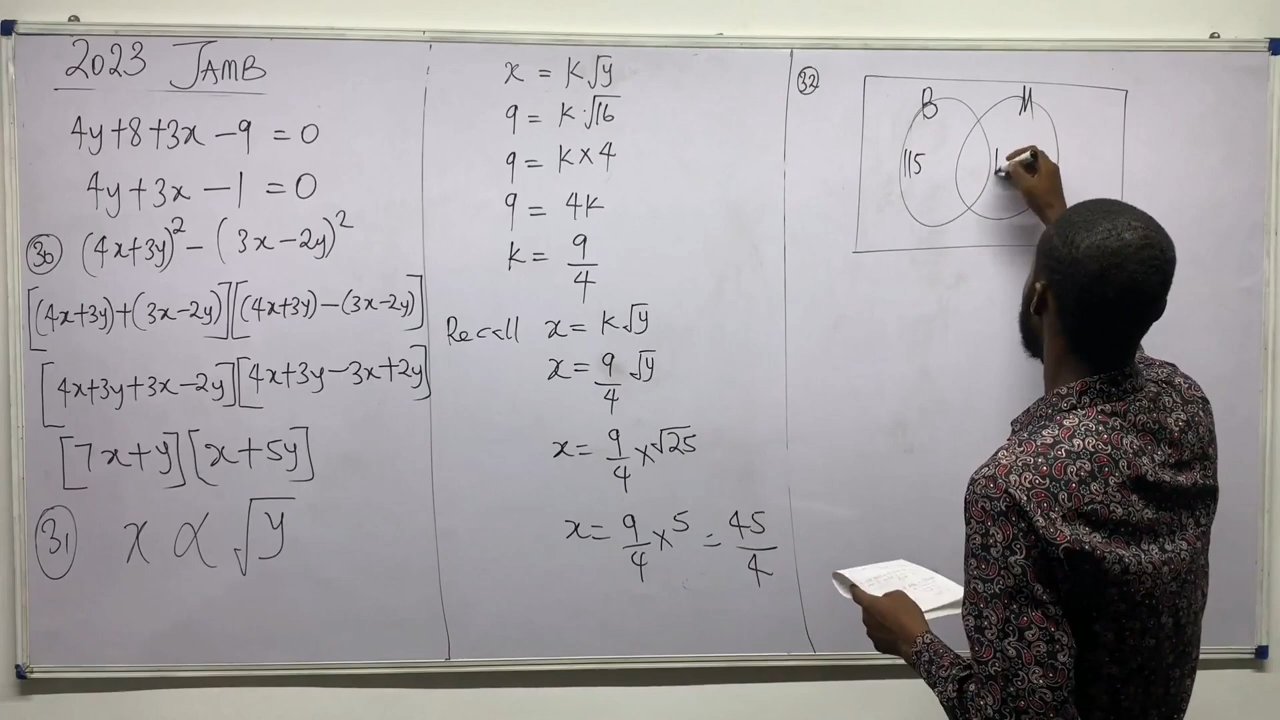 2023 JAMB
4y+8+3x-9=0
4y+3x-1=0
30 (4x+3y)²-(3x-2y)²
[(4x+3y)+(3x-2y)][(4x+3y)-(3x-2y)]
[4x+3y+3x-2y][4x+3y-3x+2y]
[7x+y][x+5y]
31 x ∝ √y
x = k√y
9 = k·√16
9 = k×4
9 = 4k
k = 9/4
Recall x = k√y
x = 9/4 √y
x = 9/4 × √25
x = 9/4 × 5 = 45/4
32
B M
115